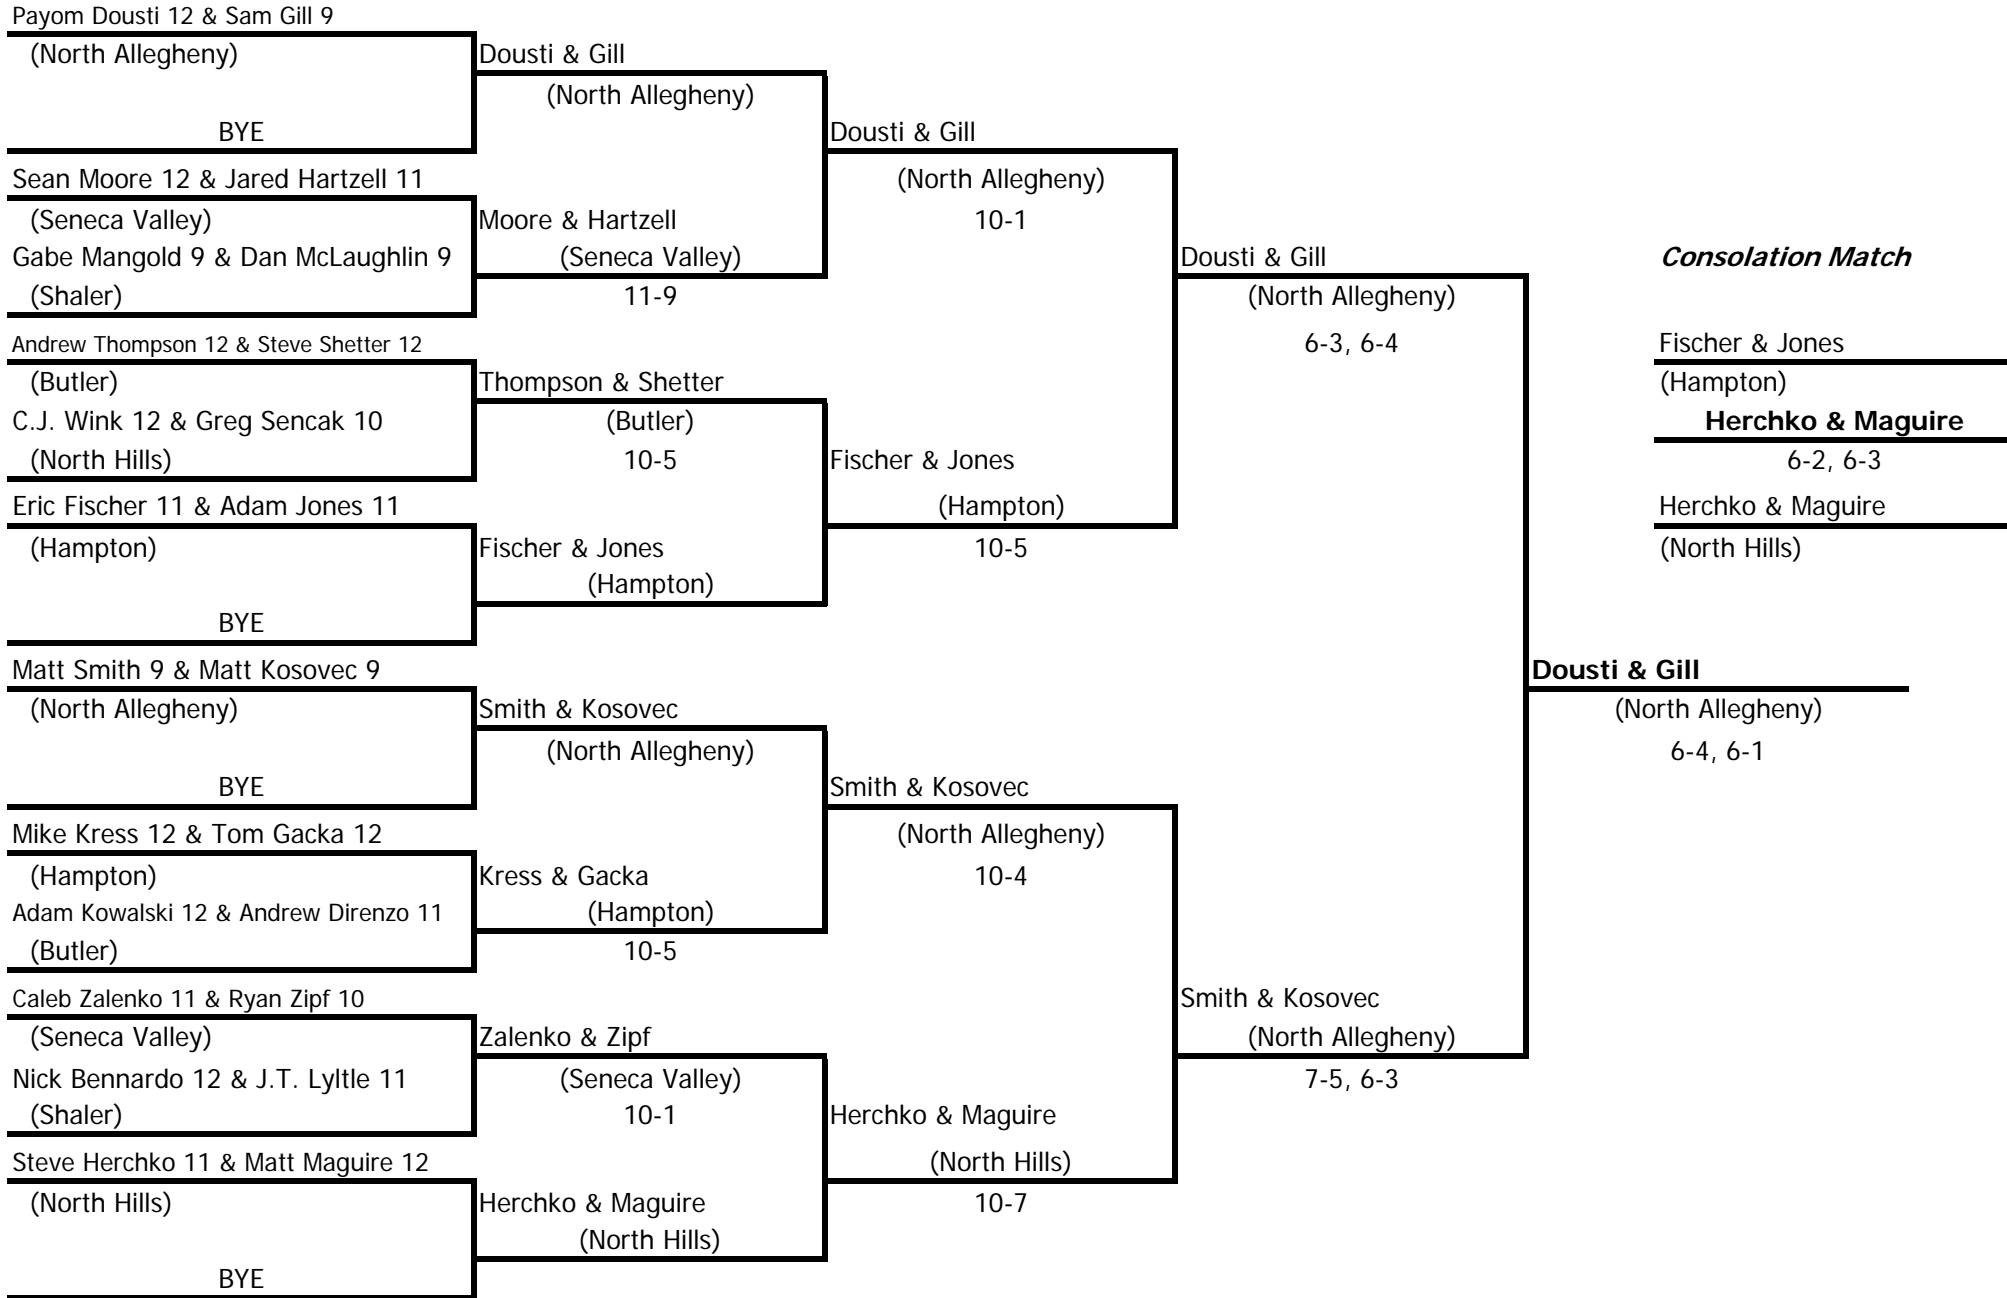 Payom Dousti 12 & Sam Gill 9
(North Allegheny)
BYE
Sean Moore 12 & Jared Hartzell 11
(Seneca Valley)
Gabe Mangold 9 & Dan McLaughlin 9
(Shaler)
Andrew Thompson 12 & Steve Shetter 12
(Butler)
C.J. Wink 12 & Greg Sencak 10
(North Hills)
Eric Fischer 11 & Adam Jones 11
(Hampton)
BYE
Matt Smith 9 & Matt Kosovec 9
(North Allegheny)
BYE
Mike Kress 12 & Tom Gacka 12
(Hampton)
Adam Kowalski 12 & Andrew Direnzo 11
(Butler)
Caleb Zalenko 11 & Ryan Zipf 10
(Seneca Valley)
Nick Bennardo 12 & J.T. Lyltle 11
(Shaler)
Steve Herchko 11 & Matt Maguire 12
(North Hills)
BYE
Dousti & Gill
(North Allegheny)
Moore & Hartzell
(Seneca Valley)
11-9
Thompson & Shetter
(Butler)
10-5
Fischer & Jones
(Hampton)
Smith & Kosovec
(North Allegheny)
Kress & Gacka
(Hampton)
10-5
Zalenko & Zipf
(Seneca Valley)
10-1
Herchko & Maguire
(North Hills)
Dousti & Gill
(North Allegheny)
10-1
Fischer & Jones
(Hampton)
10-5
Smith & Kosovec
(North Allegheny)
10-4
Herchko & Maguire
(North Hills)
10-7
Dousti & Gill
(North Allegheny)
6-3, 6-4
Smith & Kosovec
(North Allegheny)
7-5, 6-3
Dousti & Gill
(North Allegheny)
6-4, 6-1
Consolation Match
Fischer & Jones
(Hampton)
Herchko & Maguire
6-2, 6-3
Herchko & Maguire
(North Hills)